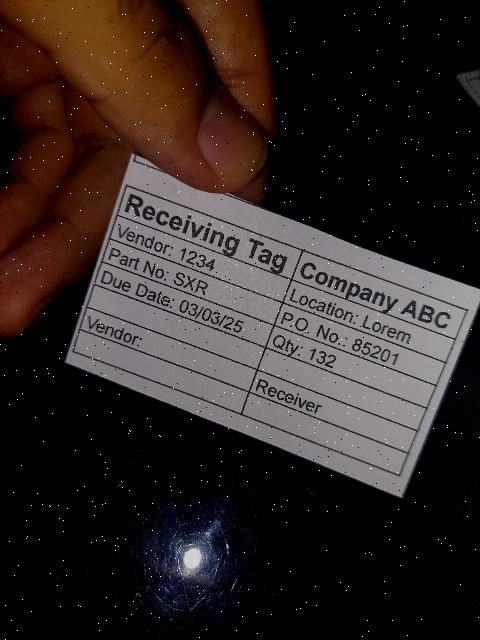 Receiving Tag Company ABC
Vendor: 1234 Location: Lorem
Part No: SXR P.O. No.: 85201
Due Date: 03/03/25 Qty: 132
Vendor: Receiver